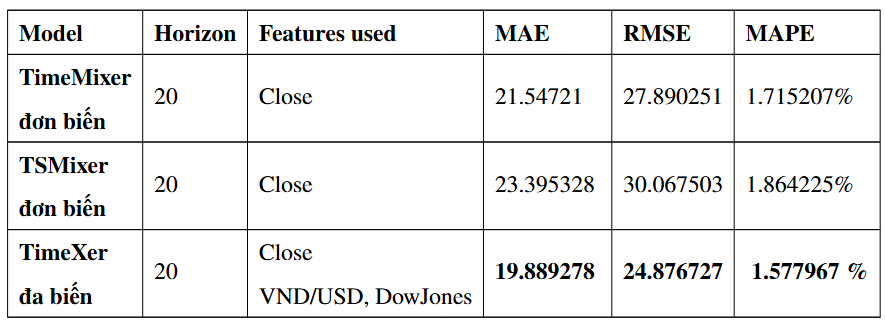 Model Horizon Features used MAE RMSE MAPE
TimeMixer
đơn biến
20 Close 21.54721 27.890251 1.715207%
TSMixer
đơn biến
20 Close 23.395328 30.067503 1.864225%
TimeXer
đa biến
20
Close
VND/USD, DowJones
19.889278 24.876727 1.577967 %